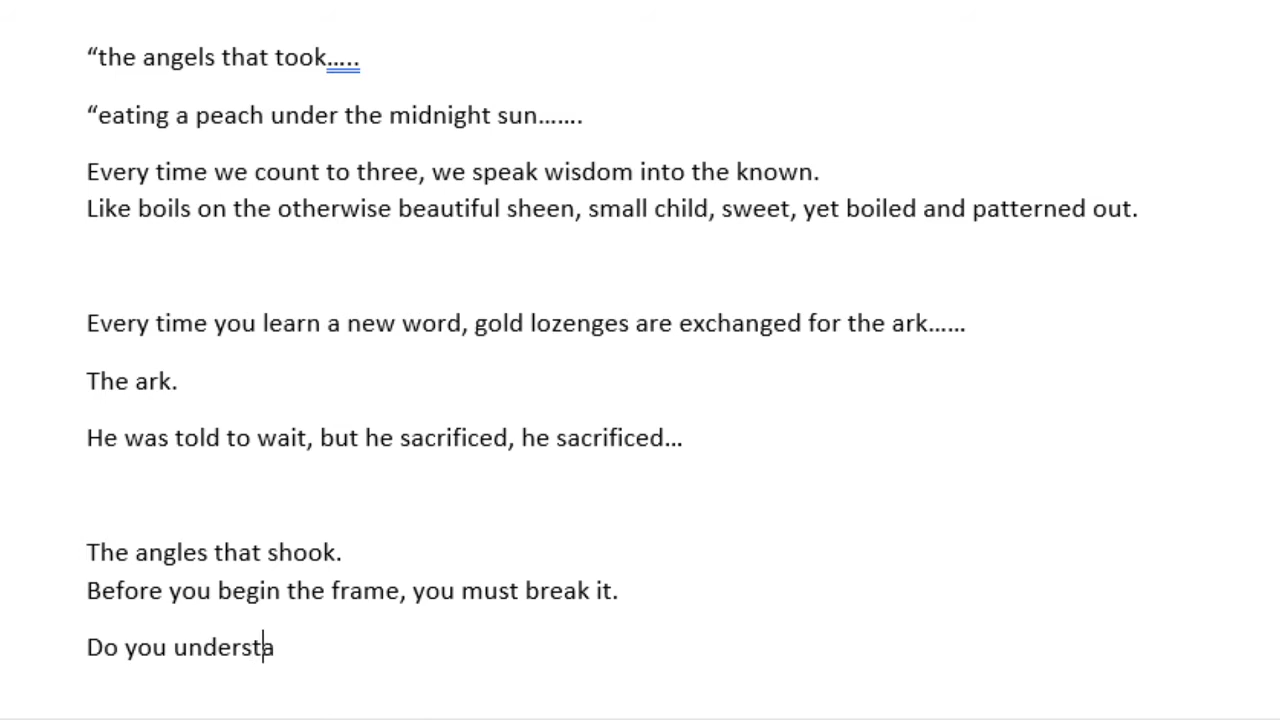 “the angels that took…..
“eating a peach under the midnight sun…….
Every time we count to three, we speak wisdom into the known.
Like boils on the otherwise beautiful sheen, small child, sweet, yet boiled and patterned out.
Every time you learn a new word, gold lozenges are exchanged for the ark……
The ark.
He was told to wait, but he sacrificed, he sacrificed…
The angles that shook.
Before you begin the frame, you must break it.
Do you understa